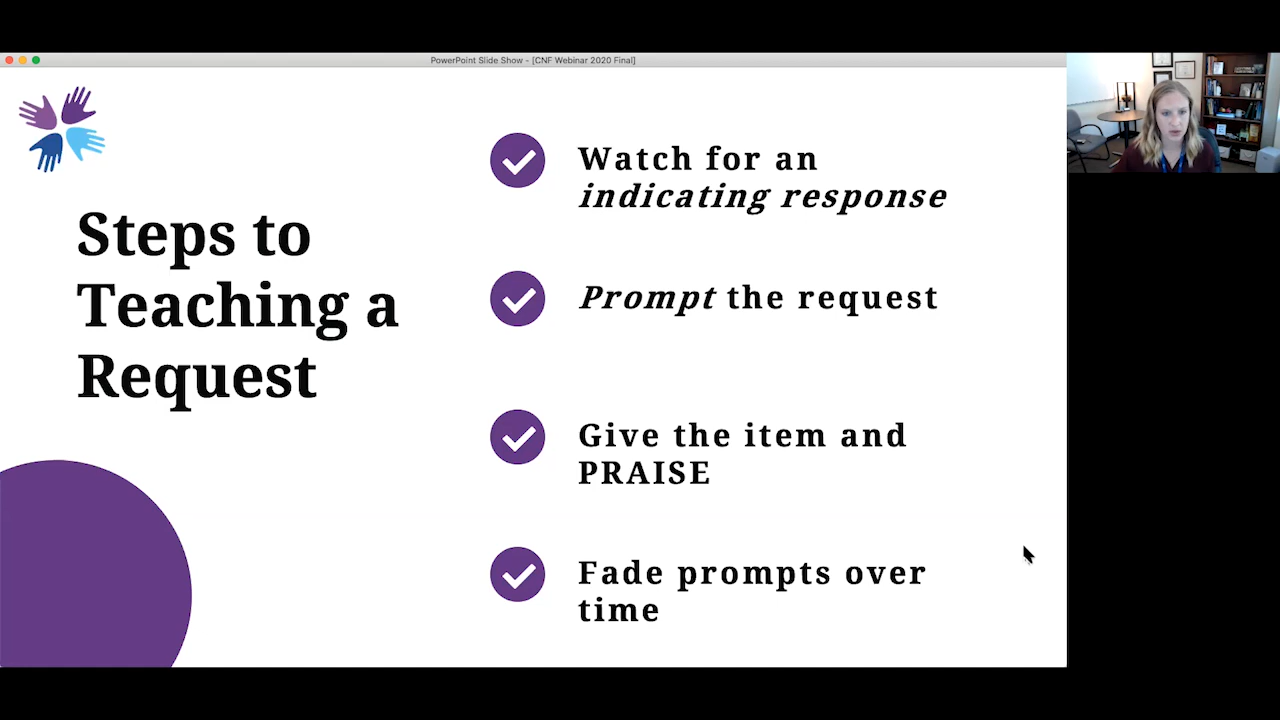 PowerPoint Slide Show - [CNF Webinar 2020 Final]
Steps to
Teaching a
Request
Watch for an
indicating response
Prompt the request
Give the item and
PRAISE
Fade prompts over
time